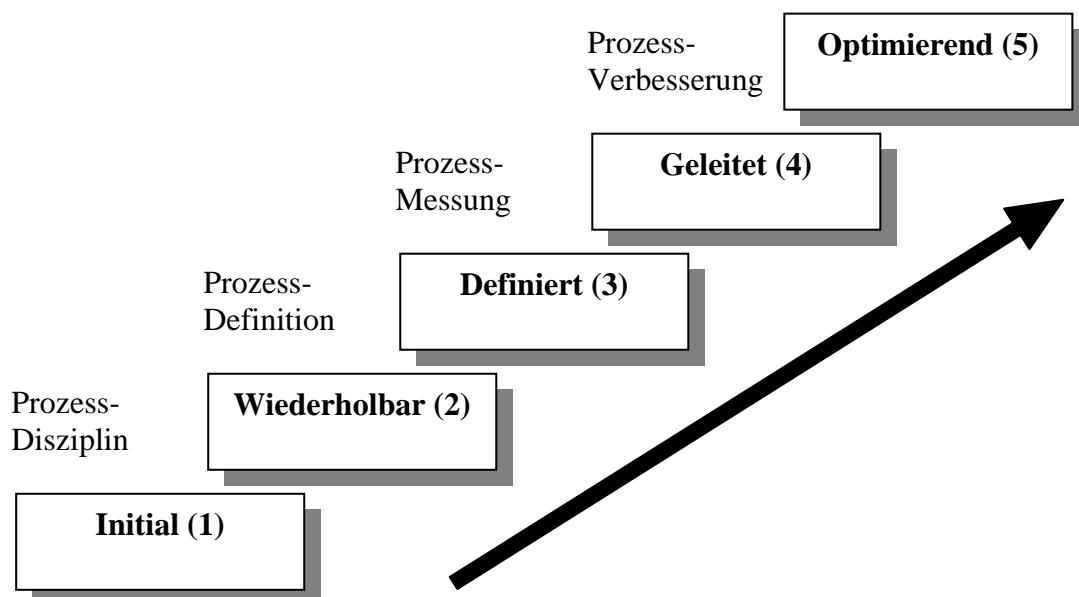 Prozess-
Verbesserung
Optimierend (5)
Prozess-
Messung
Geleitet (4)
Prozess-
Definition
Definiert (3)
Prozess-
Disziplin
Wiederholbar (2)
Initial (1)